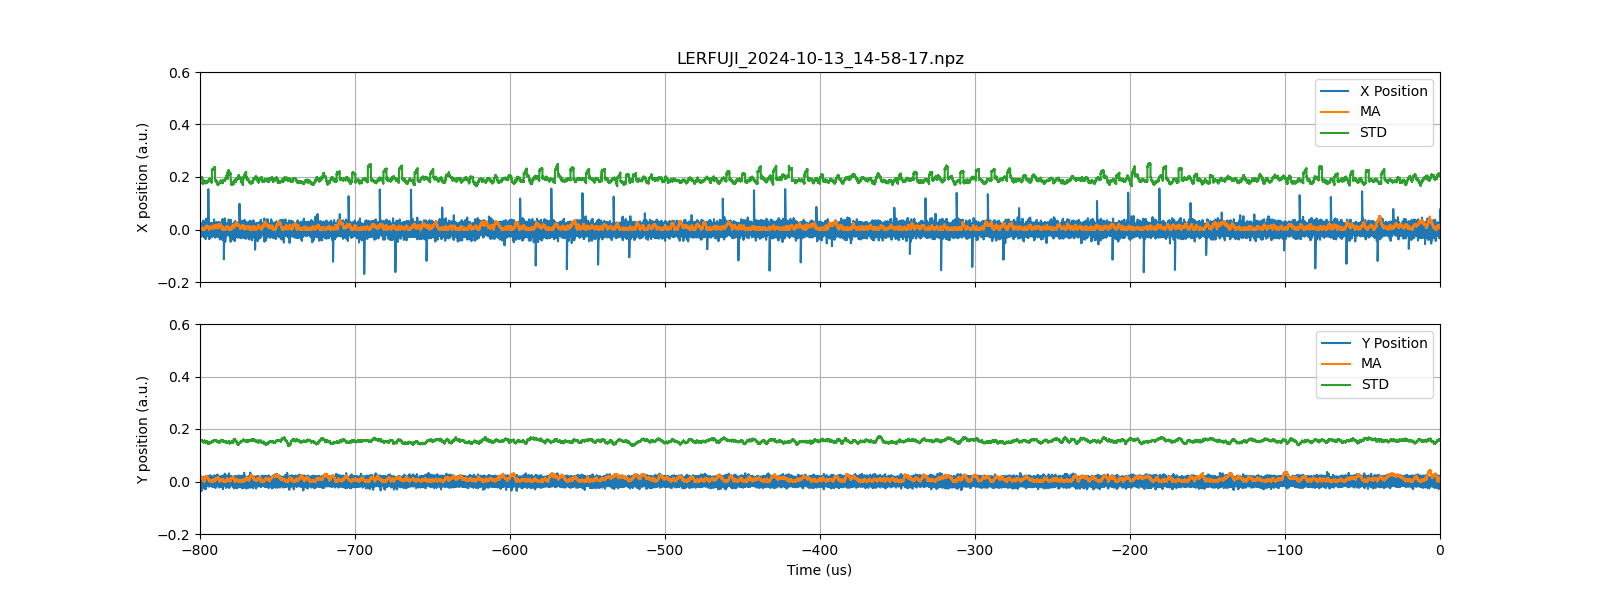 LERFUJI_2024-10-13_14-58-17.npz
0.6
0.4
0.2
0.0
−0.2
X position (a.u.)
X Position
MA
STD
0.6
0.4
0.2
0.0
−0.2
Y position (a.u.)
Y Position
MA
STD
−800 −700 −600 −500 −400 −300 −200 −100 0
Time (us)